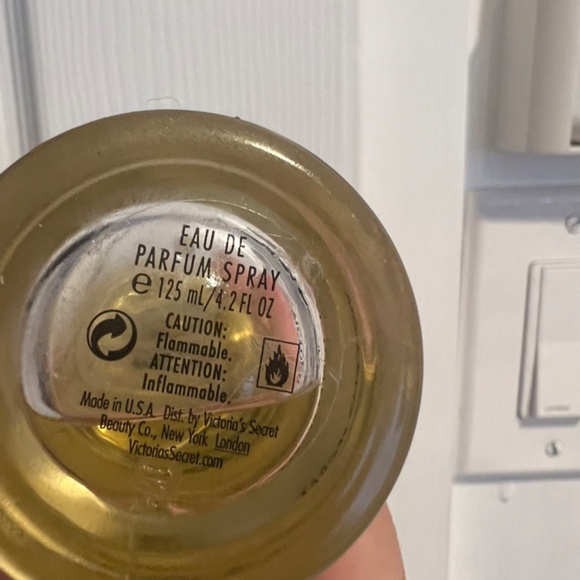 EAU DE
PARFUM SPRAY
℮ 125 mL/4.2 FL OZ
CAUTION:
Flammable.
ATTENTION:
Inflammable.
Made in U.S.A. Dist. by Victoria's Secret
Beauty Co., New York London
VictoriasSecret.com